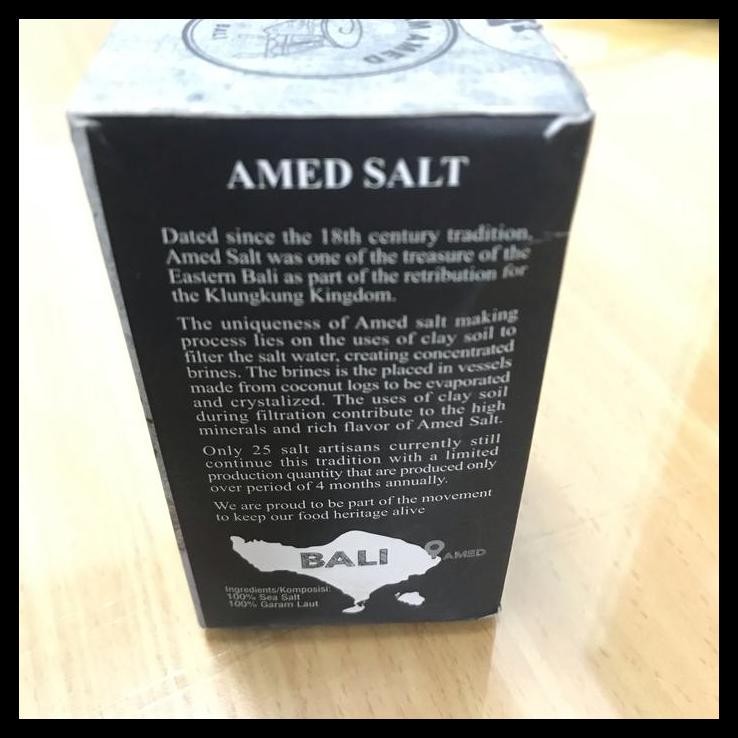 BALI
M AMED
AMED SALT
Dated since the 18th century tradition,
Amed Salt was one of the treasure of the
Eastern Bali as part of the retribution for
the Klungkung Kingdom.
The uniqueness of Amed salt making
process lies on the uses of clay soil to
filter the salt water, creating concentrated
brines. The brines is the placed in vessels
made from coconut logs to be evaporated
and crystalized. The uses of clay soil
during filtration contribute to the high
minerals and rich flavor of Amed Salt.
Only 25 salt artisans currently still
continue this tradition with a limited
production quantity that are produced only
over period of 4 months annually.
We are proud to be part of the movement
to keep our food heritage alive
BALI
AMED
Ingredients/Komposisi:
100% Sea Salt
100% Garam Laut